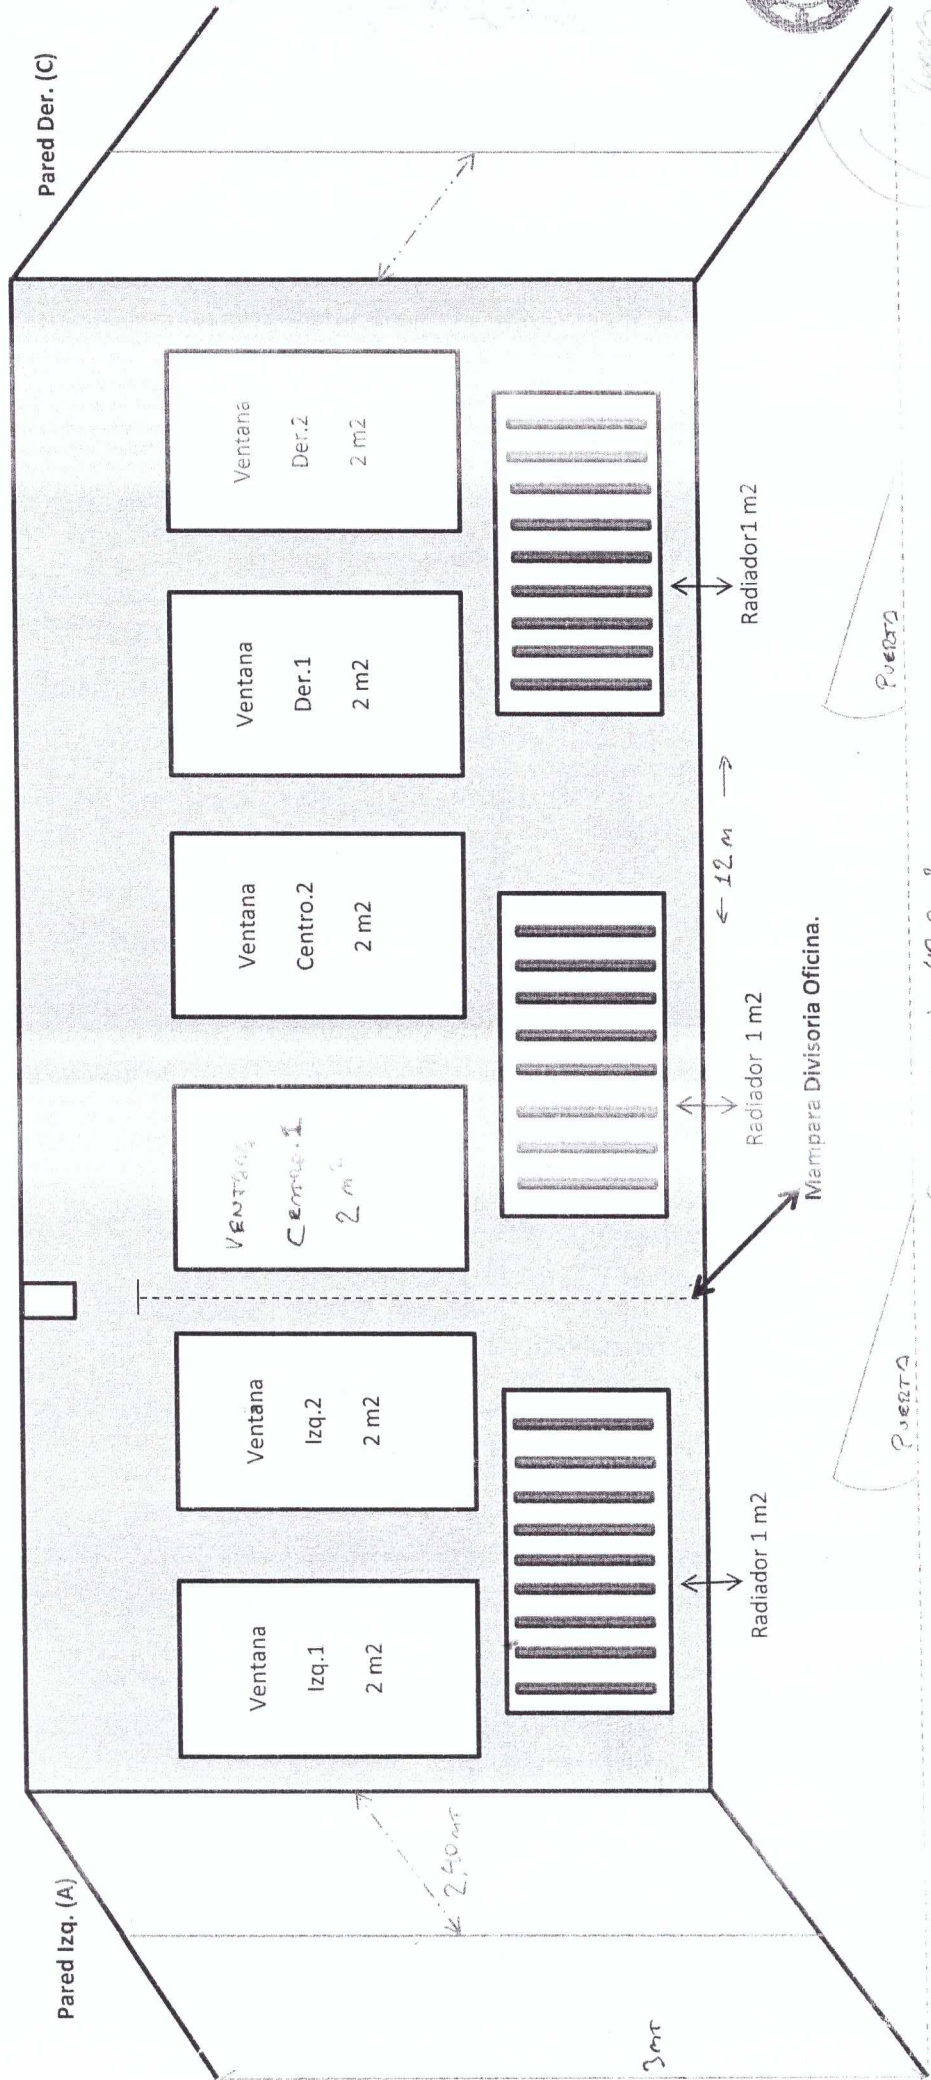 Pared Izq. (A)
Pared Der. (C)
Ventana
Izq.1
2 m2
Ventana
Izq.2
2 m2
VENTANA
CENTRO.1
2 m²
Ventana
Centro.2
2 m2
Ventana
Der.1
2 m2
Ventana
Der.2
2 m2
2,40 mt
3mt
Radiador 1 m2
Radiador 1 m2
Radiador1 m2
← 12 m →
Mampara Divisoria Oficina.
PUERTA
PUERTA